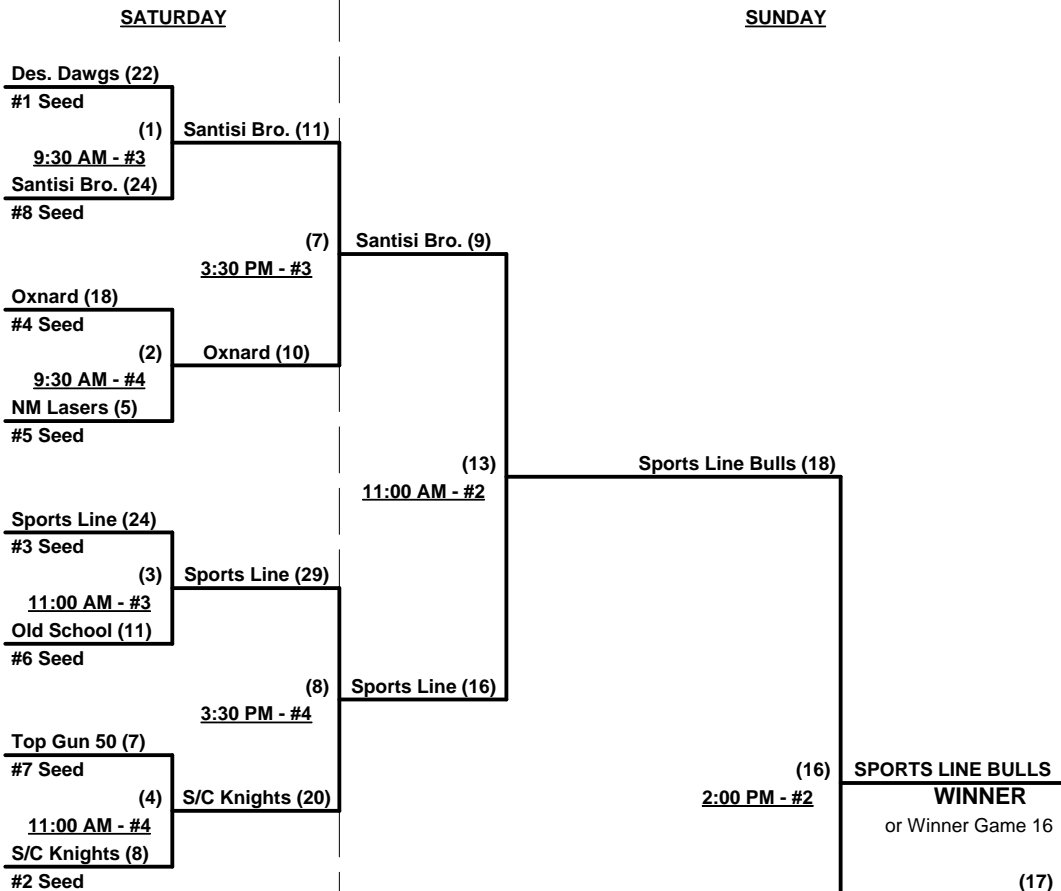 SATURDAY
SUNDAY
Des. Dawgs (22)
#1 Seed
(1)
Santisi Bro. (11)
9:30 AM - #3
Santisi Bro. (24)
#8 Seed
(7)
Santisi Bro. (9)
3:30 PM - #3
Oxnard (18)
#4 Seed
(2)
Oxnard (10)
9:30 AM - #4
NM Lasers (5)
#5 Seed
(13)
Sports Line Bulls (18)
11:00 AM - #2
Sports Line (24)
#3 Seed
(3)
Sports Line (29)
11:00 AM - #3
Old School (11)
#6 Seed
(8)
Sports Line (16)
3:30 PM - #4
Top Gun 50 (7)
#7 Seed
(4)
S/C Knights (20)
11:00 AM - #4
S/C Knights (8)
#2 Seed
(16)
SPORTS LINE BULLS
2:00 PM - #2
WINNER
or Winner Game 16
(17)